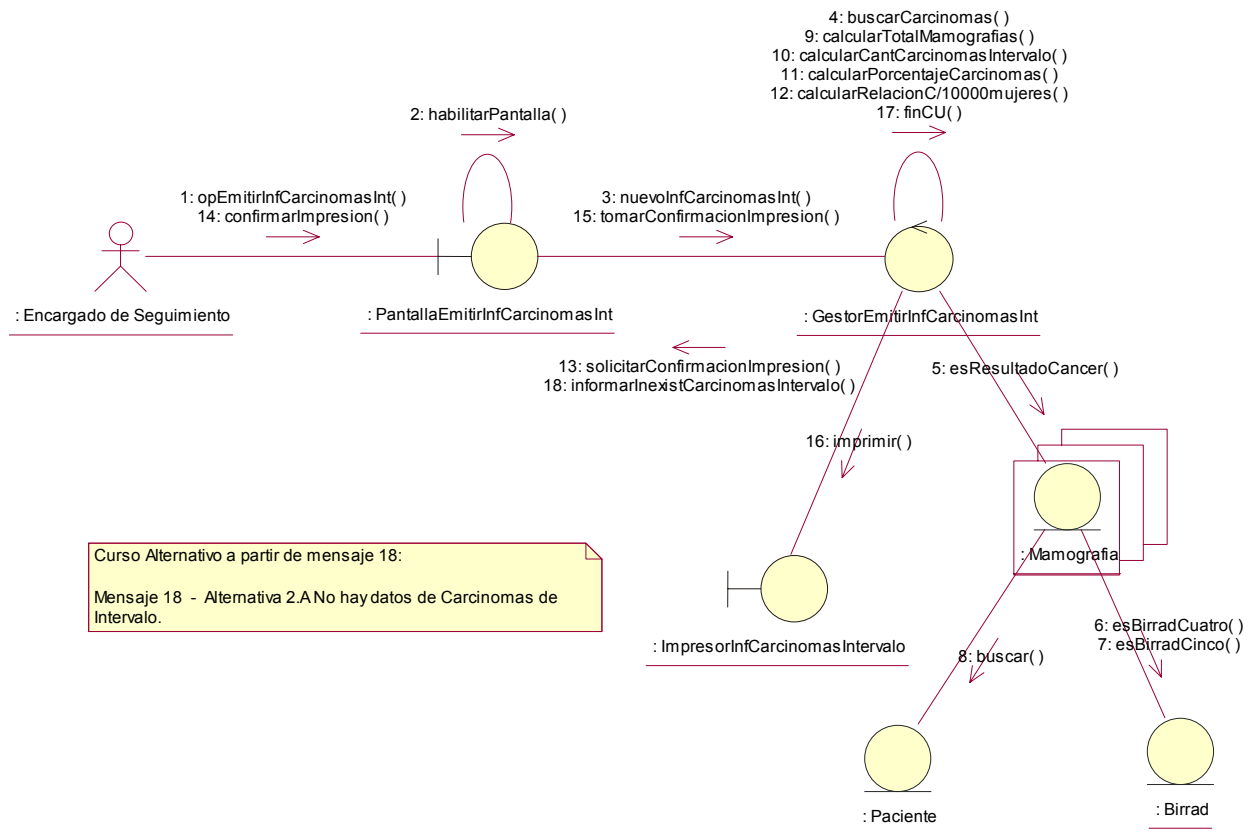 4: buscarCarcinomas( )
9: calcularTotalMamografias( )
10: calcularCantCarcinomasIntervalo( )
11: calcularPorcentajeCarcinomas( )
12: calcularRelacionC/10000mujeres( )
17: finCU( )
2: habilitarPantalla( )
1: opEmitirInfCarcinomasInt( )
14: confirmarImpresion( )
3: nuevoInfCarcinomasInt( )
15: tomarConfirmacionImpresion( )
: Encargado de Seguimiento
: PantallaEmitirInfCarcinomasInt
: GestorEmitirInfCarcinomasInt
13: solicitarConfirmacionImpresion( )
18: informarInexistCarcinomasIntervalo( )
5: esResultadoCancer( )
16: imprimir( )
: Mamografia
Curso Alternativo a partir de mensaje 18:
Mensaje 18 - Alternativa 2.A No hay datos de Carcinomas de
Intervalo.
: ImpresorInfCarcinomasIntervalo
6: esBirradCuatro( )
7: esBirradCinco( )
8: buscar( )
: Paciente
: Birrad